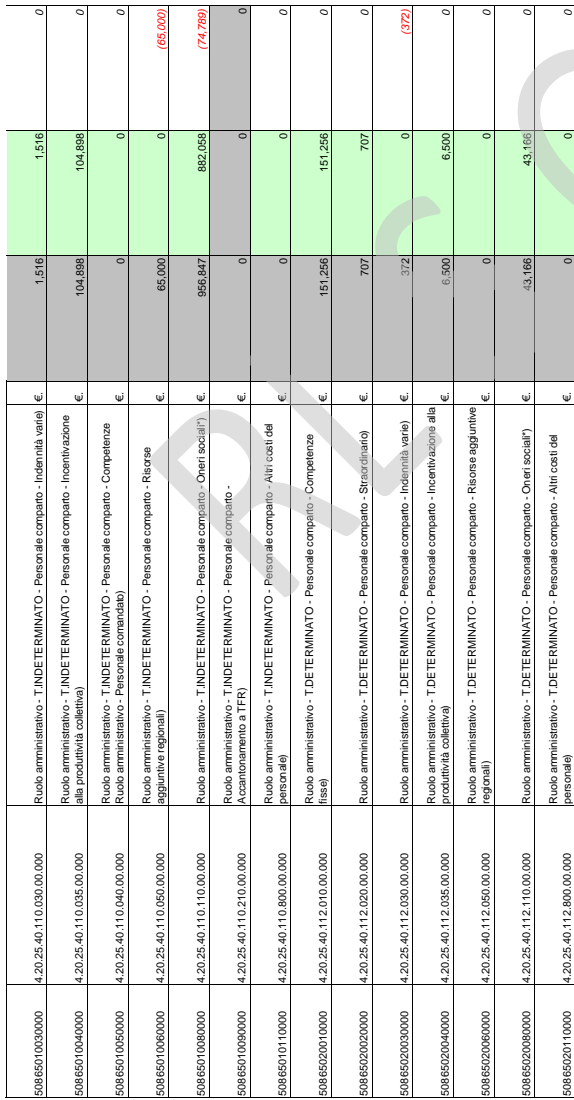 50865010030000 4.20.25.40.110.030.00.000 Ruolo amministrativo - T.INDETERMINATO - Personale comparto - Indennità varie) €. 1,516 1,516 0
50865010040000 4.20.25.40.110.035.00.000 Ruolo amministrativo - T.INDETERMINATO - Personale comparto - Incentivazione €. 104,898 104,898 0
alla produttività collettiva)
50865010050000 4.20.25.40.110.040.00.000 Ruolo amministrativo - T.INDETERMINATO - Personale comparto - Competenze €. 0 0 0
Ruolo amministrativo - Personale comandato)
50865010060000 4.20.25.40.110.050.00.000 Ruolo amministrativo - T.INDETERMINATO - Personale comparto - Risorse €. 65,000 0 (65,000)
aggiuntive regionali)
50865010080000 4.20.25.40.110.110.00.000 Ruolo amministrativo - T.INDETERMINATO - Personale comparto - Oneri sociali*) €. 956,847 882,058 (74,789)
50865010090000 4.20.25.40.110.210.00.000 Ruolo amministrativo - T.INDETERMINATO - Personale comparto - €. 0 0 0
Accantonamento a TFR)
50865010110000 4.20.25.40.110.800.00.000 Ruolo amministrativo - T.INDETERMINATO - Personale comparto - Altri costi del €. 0 0 0
personale)
50865020010000 4.20.25.40.112.010.00.000 Ruolo amministrativo - T.DETERMINATO - Personale comparto - Competenze €. 151,256 151,256 0
fisse)
50865020020000 4.20.25.40.112.020.00.000 Ruolo amministrativo - T.DETERMINATO - Personale comparto - Straordinario) €. 707 707 0
50865020030000 4.20.25.40.112.030.00.000 Ruolo amministrativo - T.DETERMINATO - Personale comparto - Indennità varie) €. 372 0 (372)
50865020040000 4.20.25.40.112.035.00.000 Ruolo amministrativo - T.DETERMINATO - Personale comparto - Incentivazione alla €. 6,500 6,500 0
produttività collettiva)
50865020060000 4.20.25.40.112.050.00.000 Ruolo amministrativo - T.DETERMINATO - Personale comparto - Risorse aggiuntive €. 0 0 0
regionali)
50865020080000 4.20.25.40.112.110.00.000 Ruolo amministrativo - T.DETERMINATO - Personale comparto - Oneri sociali*) €. 43,166 43,166 0
50865020110000 4.20.25.40.112.800.00.000 Ruolo amministrativo - T.DETERMINATO - Personale comparto - Altri costi del €. 0 0 0
personale)